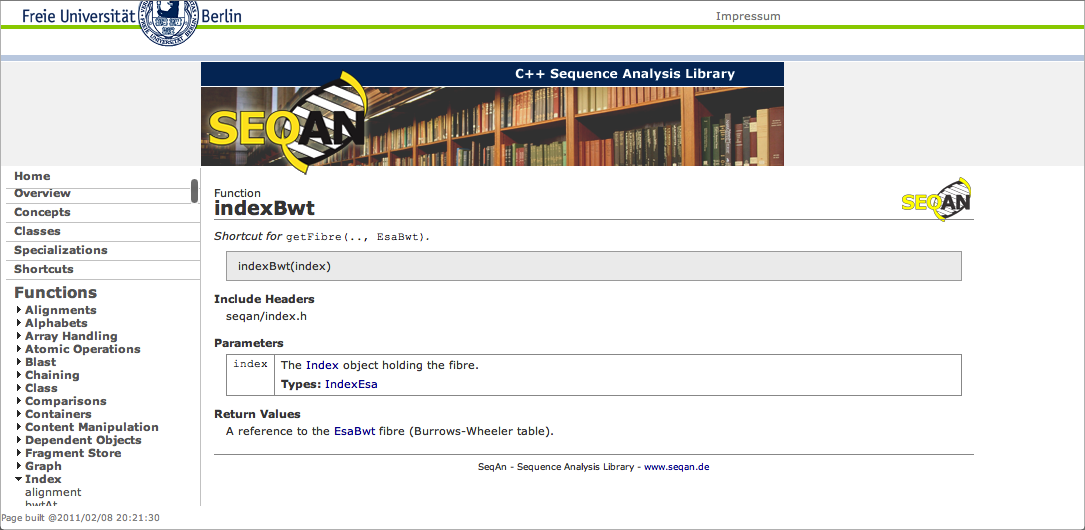 Freie Universität Berlin
Impressum
C++ Sequence Analysis Library
SEQAN
Home
Overview
Concepts
Classes
Specializations
Shortcuts
Functions
Alignments
Alphabets
Array Handling
Atomic Operations
Blast
Chaining
Class
Comparisons
Containers
Content Manipulation
Dependent Objects
Fragment Store
Graph
Index
alignment
bwtAt
Page built @2011/02/08 20:21:30
Function
indexBwt
SEQAN
Shortcut for getFibre(.., EsaBwt).
indexBwt(index)
Include Headers
seqan/index.h
Parameters
index The Index object holding the fibre.
Types: IndexEsa
Return Values
A reference to the EsaBwt fibre (Burrows-Wheeler table).
SeqAn - Sequence Analysis Library - www.seqan.de